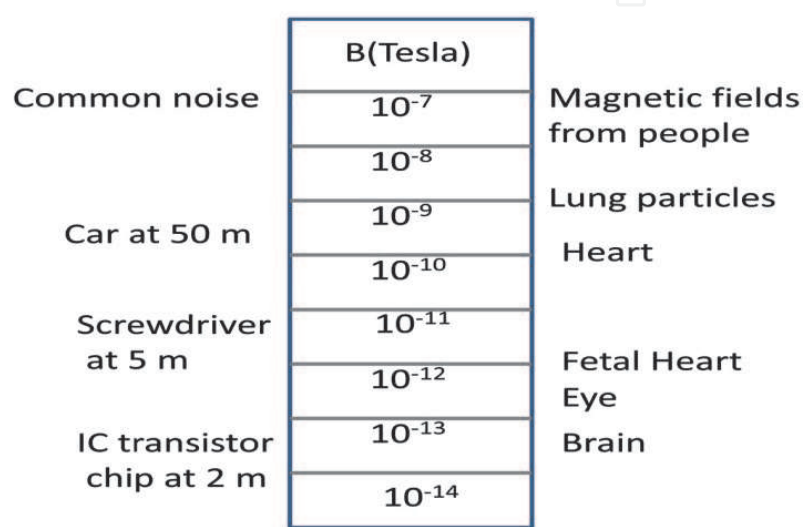 B(Tesla)
Common noise
10⁻⁷
Magnetic fields
from people
10⁻⁸
Lung particles
10⁻⁹
Car at 50 m
Heart
10⁻¹⁰
Screwdriver
at 5 m
10⁻¹¹
Fetal Heart
10⁻¹²
Eye
IC transistor
chip at 2 m
10⁻¹³
Brain
10⁻¹⁴